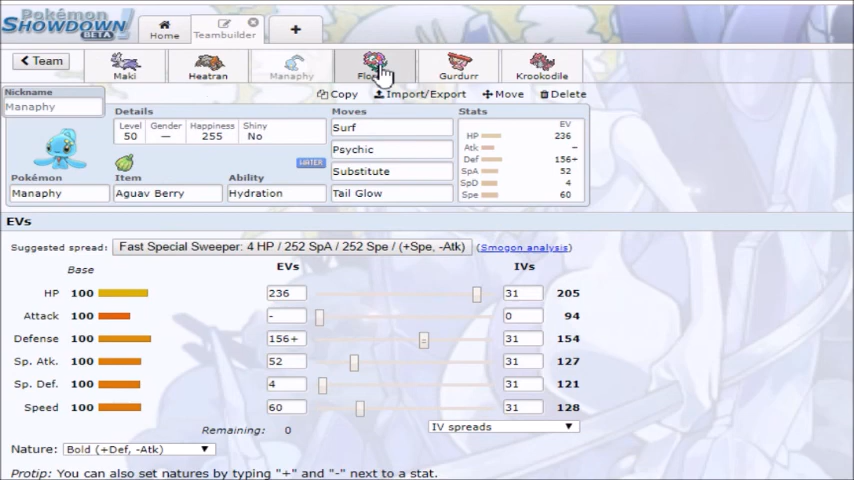 Pokémon
SHOWDOWN!
BETA
Home
Teambuilder
+
< Team
Maki
Heatran
Manaphy
Gurdurr
Krookodile
Nickname
Manaphy
Copy
Import/Export
Move
Delete
Details
Level Gender Happiness Shiny
50 — 255 No
WATER
Pokémon
Manaphy
Item
Aguav Berry
Ability
Hydration
Moves
Surf
Psychic
Substitute
Tail Glow
Stats
EV
HP 236
Atk –
Def 156+
SpA 52
SpD 4
Spe 60
EVs
Suggested spread: Fast Special Sweeper: 4 HP / 252 SpA / 252 Spe / (+Spe, -Atk) (Smogon analysis)
Base EVs IVs
HP 100 236 31 205
Attack 100 - 0 94
Defense 100 156+ 31 154
Sp. Atk. 100 52 31 127
Sp. Def. 100 4 31 121
Speed 100 60 31 128
Remaining: 0 IV spreads
Nature: Bold (+Def, -Atk)
Protip: You can also set natures by typing "+" and "-" next to a stat.